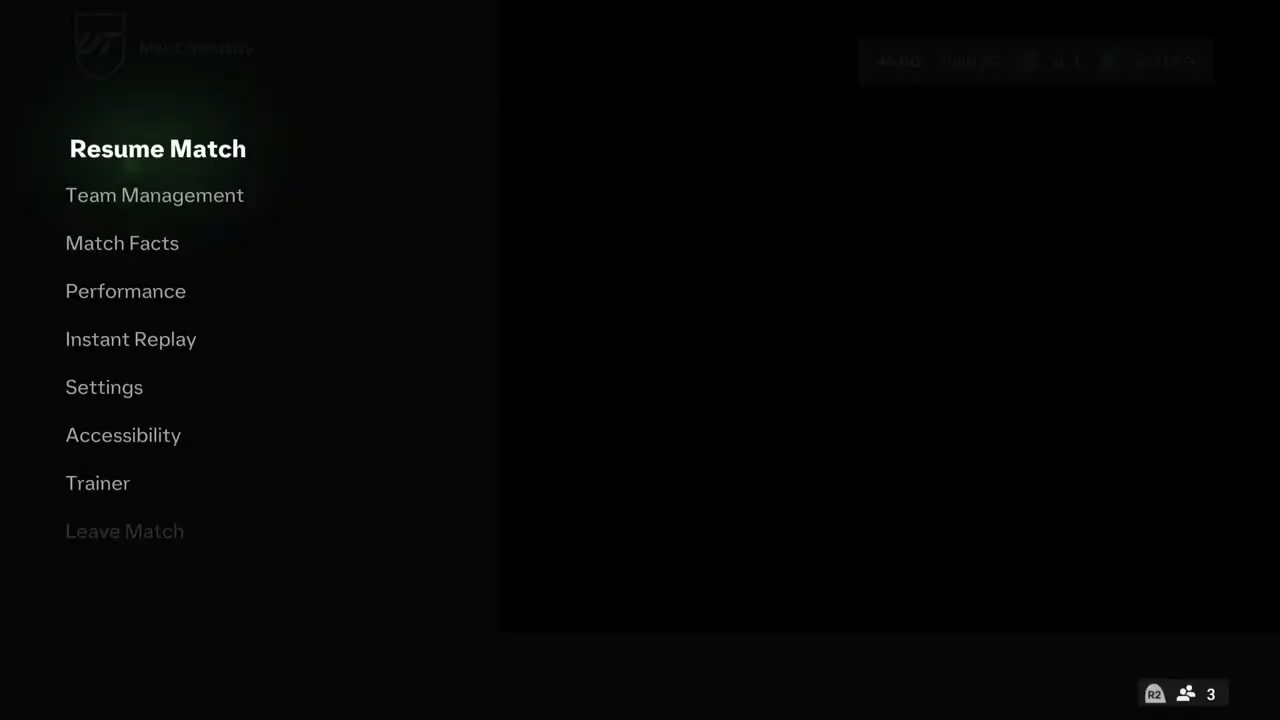 Resume Match
Team Management
Match Facts
Performance
Instant Replay
Settings
Accessibility
Trainer
Leave Match
R2 3